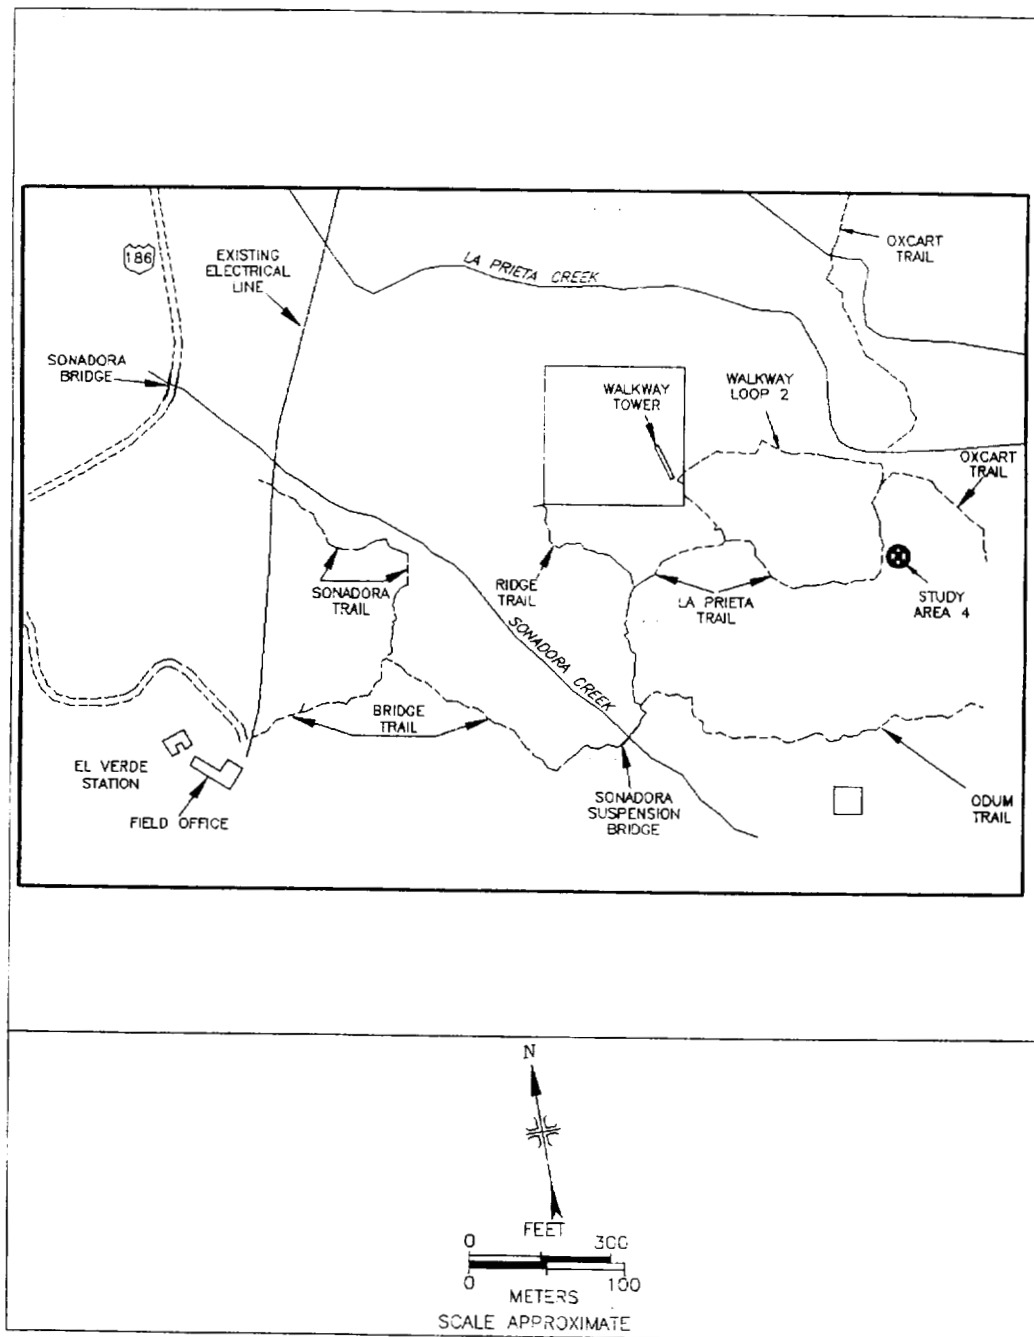 186
EXISTING
ELECTRICAL
LINE
LA PRIETA CREEK
OXCART
TRAIL
SONADORA
BRIDGE
WALKWAY
TOWER
WALKWAY
LOOP 2
OXCART
TRAIL
SONADORA
TRAIL
RIDGE
TRAIL
LA PRIETA
TRAIL
STUDY
AREA 4
SONADORA CREEK
BRIDGE
TRAIL
EL VERDE
STATION
FIELD OFFICE
SONADORA
SUSPENSION
BRIDGE
ODUM
TRAIL
N
FEET
0 300
0 100
METERS
SCALE APPROXIMATE